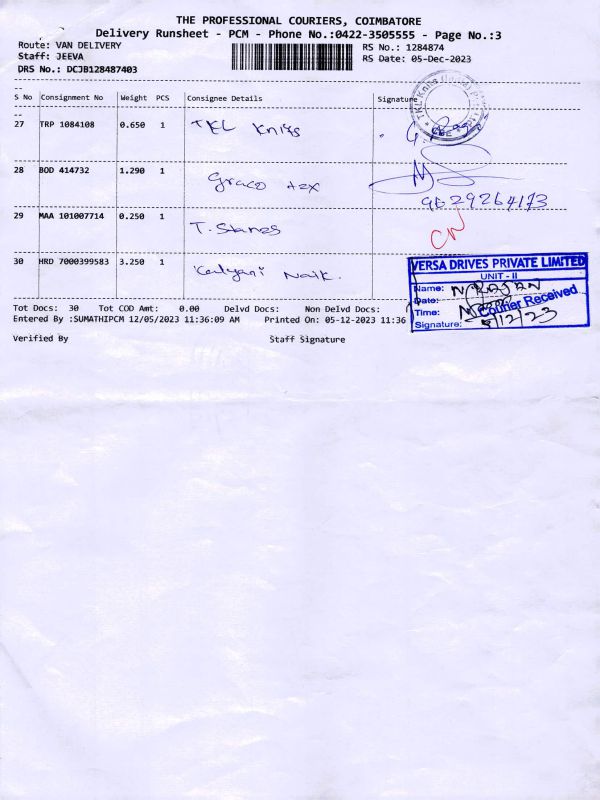 THE PROFESSIONAL COURIERS, COIMBATORE
Delivery Runsheet - PCM - Phone No.:0422-3505555 - Page No.:3
Route: VAN DELIVERY RS No.: 1284874
Staff: JEEVA RS Date: 05-Dec-2023
DRS No.: DCJB128487403
--
S No Consignment No Weight PCS Consignee Details Signature
--
27 TRP 1084108 0.650 1 TKL Knits
28 BOD 414732 1.290 1 Graco
9629264173
29 MAA 101007714 0.250 1 T. Stanes
CN
30 HRD 7000399583 3.250 1 Kalyani Naik.
VERSA DRIVES PRIVATE LIMITED
UNIT - II
Name:
Date:
Courier Received
Time:
Signature: 5/12/23
Tot Docs: 30 Tot COD Amt: 0.00 Delvd Docs: Non Delvd Docs:
Entered By :SUMATHIPCM 12/05/2023 11:36:09 AM Printed On: 05-12-2023 11:36
Verified By Staff Signature